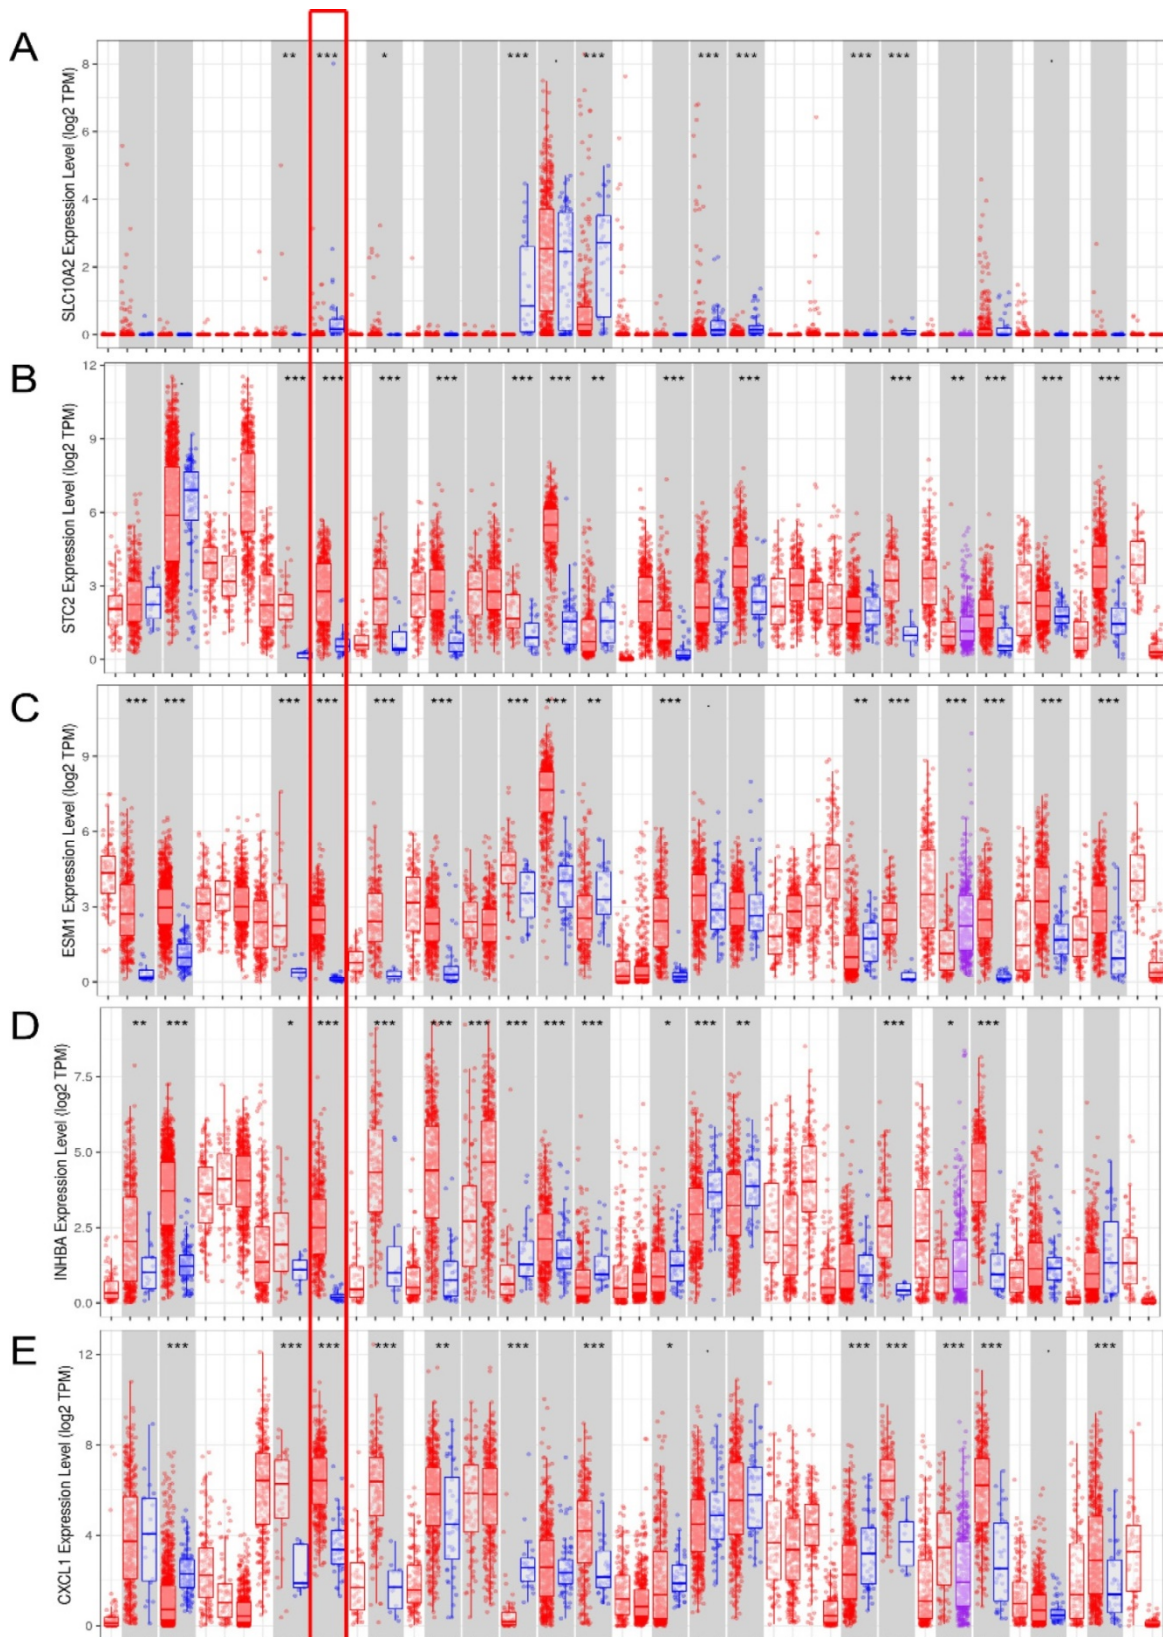 A
SLC10A2 Expression Level (log2 TPM)
8
6
4
2
0
** *** * *** . *** *** *** *** *** .
B
STC2 Expression Level (log2 TPM)
12
9
6
3
0
. *** *** *** *** *** *** ** *** *** *** ** *** *** ***
C
ESM1 Expression Level (log2 TPM)
9
6
3
0
*** *** *** *** *** *** *** *** ** *** . ** *** *** *** *** ***
D
INHBA Expression Level (log2 TPM)
7.5
5.0
2.5
0.0
** *** * *** *** *** *** *** *** *** * *** ** *** * ***
E
CXCL1 Expression Level (log2 TPM)
12
8
4
0
*** *** *** *** ** *** *** * . *** *** *** *** . ***